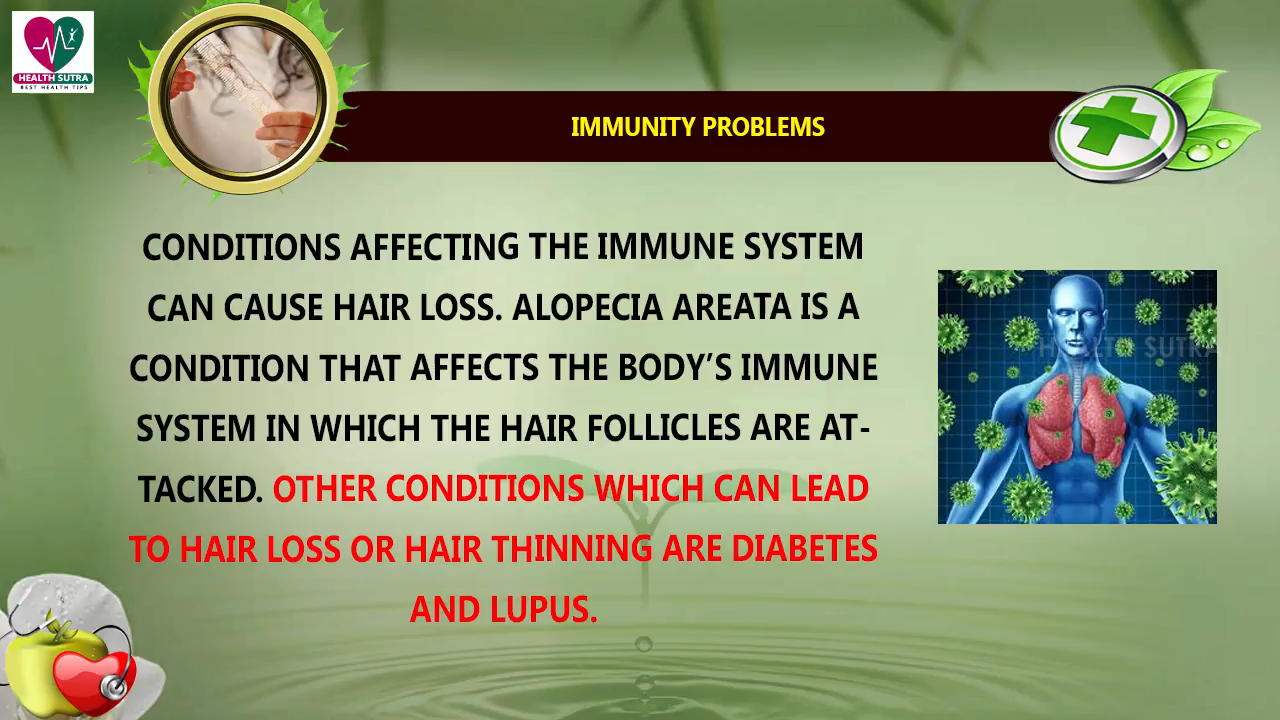 HEALTH SUTRA
BEST HEALTH TIPS
IMMUNITY PROBLEMS
CONDITIONS AFFECTING THE IMMUNE SYSTEM
CAN CAUSE HAIR LOSS. ALOPECIA AREATA IS A
CONDITION THAT AFFECTS THE BODY’S IMMUNE
SYSTEM IN WHICH THE HAIR FOLLICLES ARE AT-
TACKED. OTHER CONDITIONS WHICH CAN LEAD
TO HAIR LOSS OR HAIR THINNING ARE DIABETES
AND LUPUS.
HEALTH SUTRA